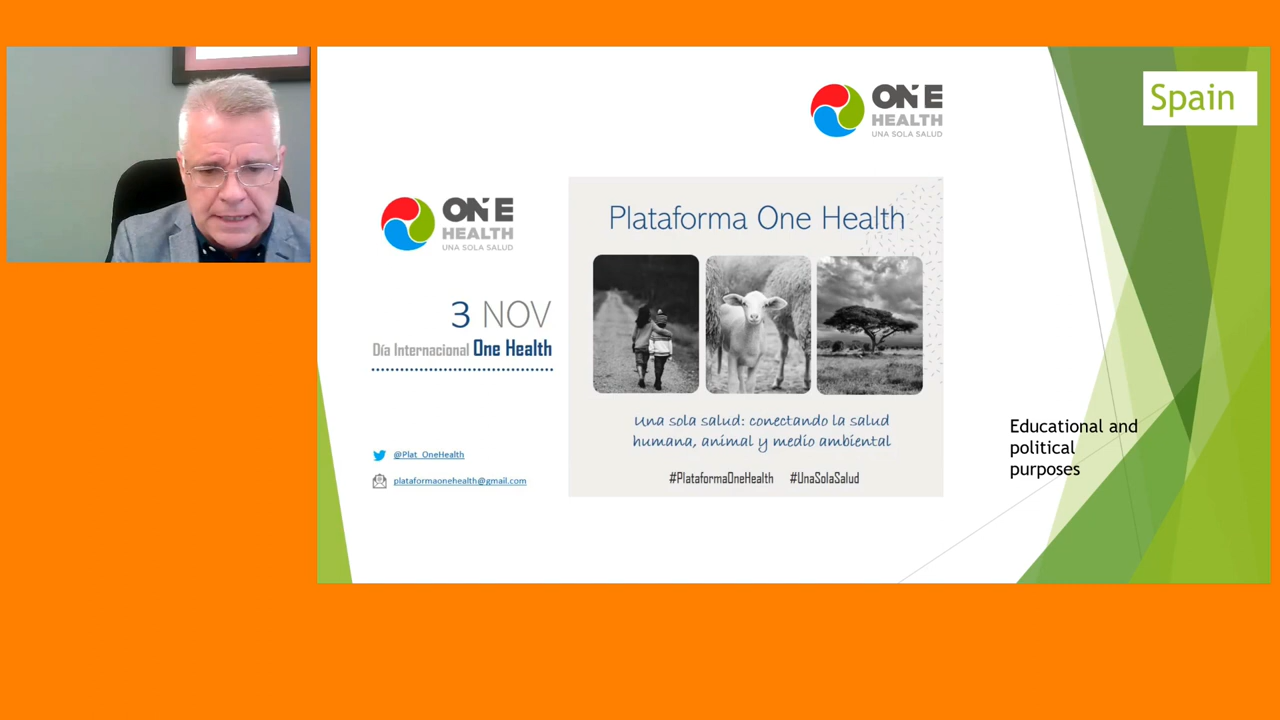 Spain
ONE
HEALTH
UNA SOLA SALUD
ONE
HEALTH
UNA SOLA SALUD
3 NOV
Día Internacional One Health
@Plat_OneHealth
plataformaonehealth@gmail.com
Plataforma One Health
Una sola salud: conectando la salud
humana, animal y medio ambiental
#PlataformaOneHealth #UnaSolaSalud
Educational and
political
purposes